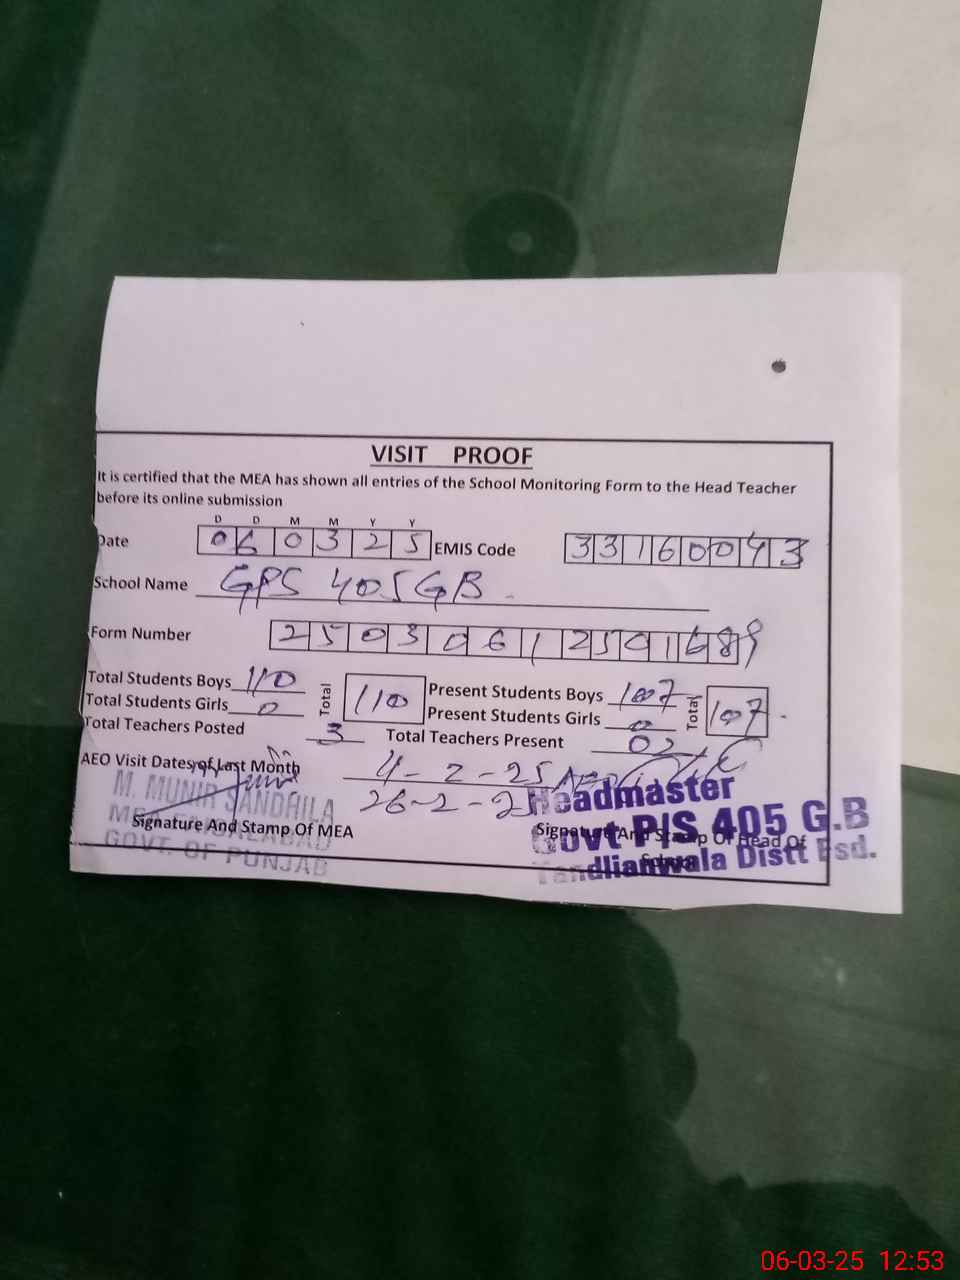 VISIT PROOF
It is certified that the MEA has shown all entries of the School Monitoring Form to the Head Teacher
before its online submission
D D M M Y Y
Date 0 6 0 3 2 5 EMIS Code 3 3 1 6 0 0 4 3
School Name GPS 405 GB
Form Number 2 5 0 3 0 6 1 2 5 0 1 6 8 9
Total Students Boys 110 Total 110 Present Students Boys 107 Total 107
Total Students Girls 0 Present Students Girls 0
Total Teachers Posted 3 Total Teachers Present 02
AEO Visit Dates of Last Month 4-2-25 AEO
26-2-25
M. MUNIR SANDHILA
Signature And Stamp Of MEA
GOVT. OF PUNJAB
Headmaster
Govt P/S 405 G.B
Signature And Stamp Of Head Of
Tandlianwala Distt Fsd.
06-03-25 12:53